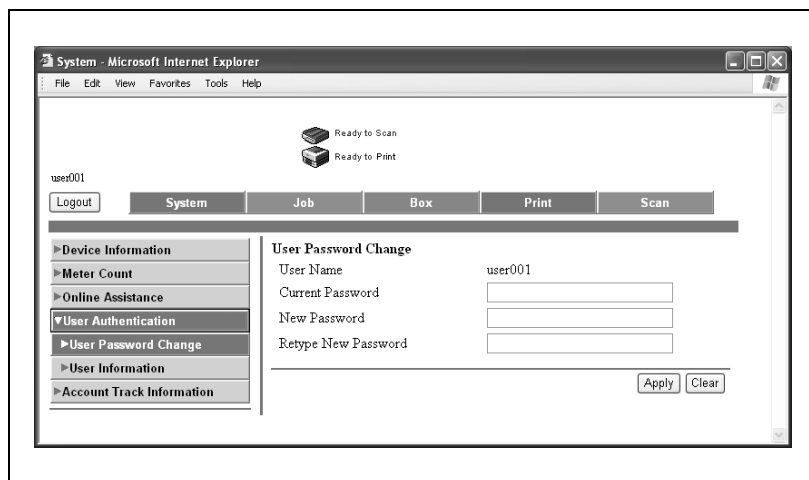 System - Microsoft Internet Explorer
File Edit View Favorites Tools Help
Ready to Scan
Ready to Print
user001
Logout System Job Box Print Scan
Device Information
Meter Count
Online Assistance
User Authentication
User Password Change
User Information
Account Track Information
User Password Change
User Name user001
Current Password
New Password
Retype New Password
Apply Clear